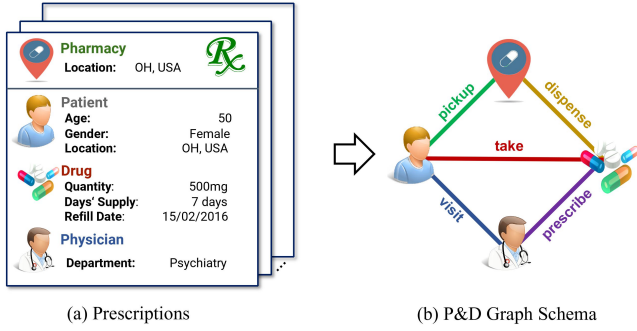 Pharmacy
Rx
Location: OH, USA
Patient
Age: 50
Gender: Female
Location: OH, USA
Drug
Quantity: 500mg
Days' Supply: 7 days
Refill Date: 15/02/2016
Physician
Department: Psychiatry
...
(a) Prescriptions
pickup
dispense
take
visit
prescribe
(b) P&D Graph Schema